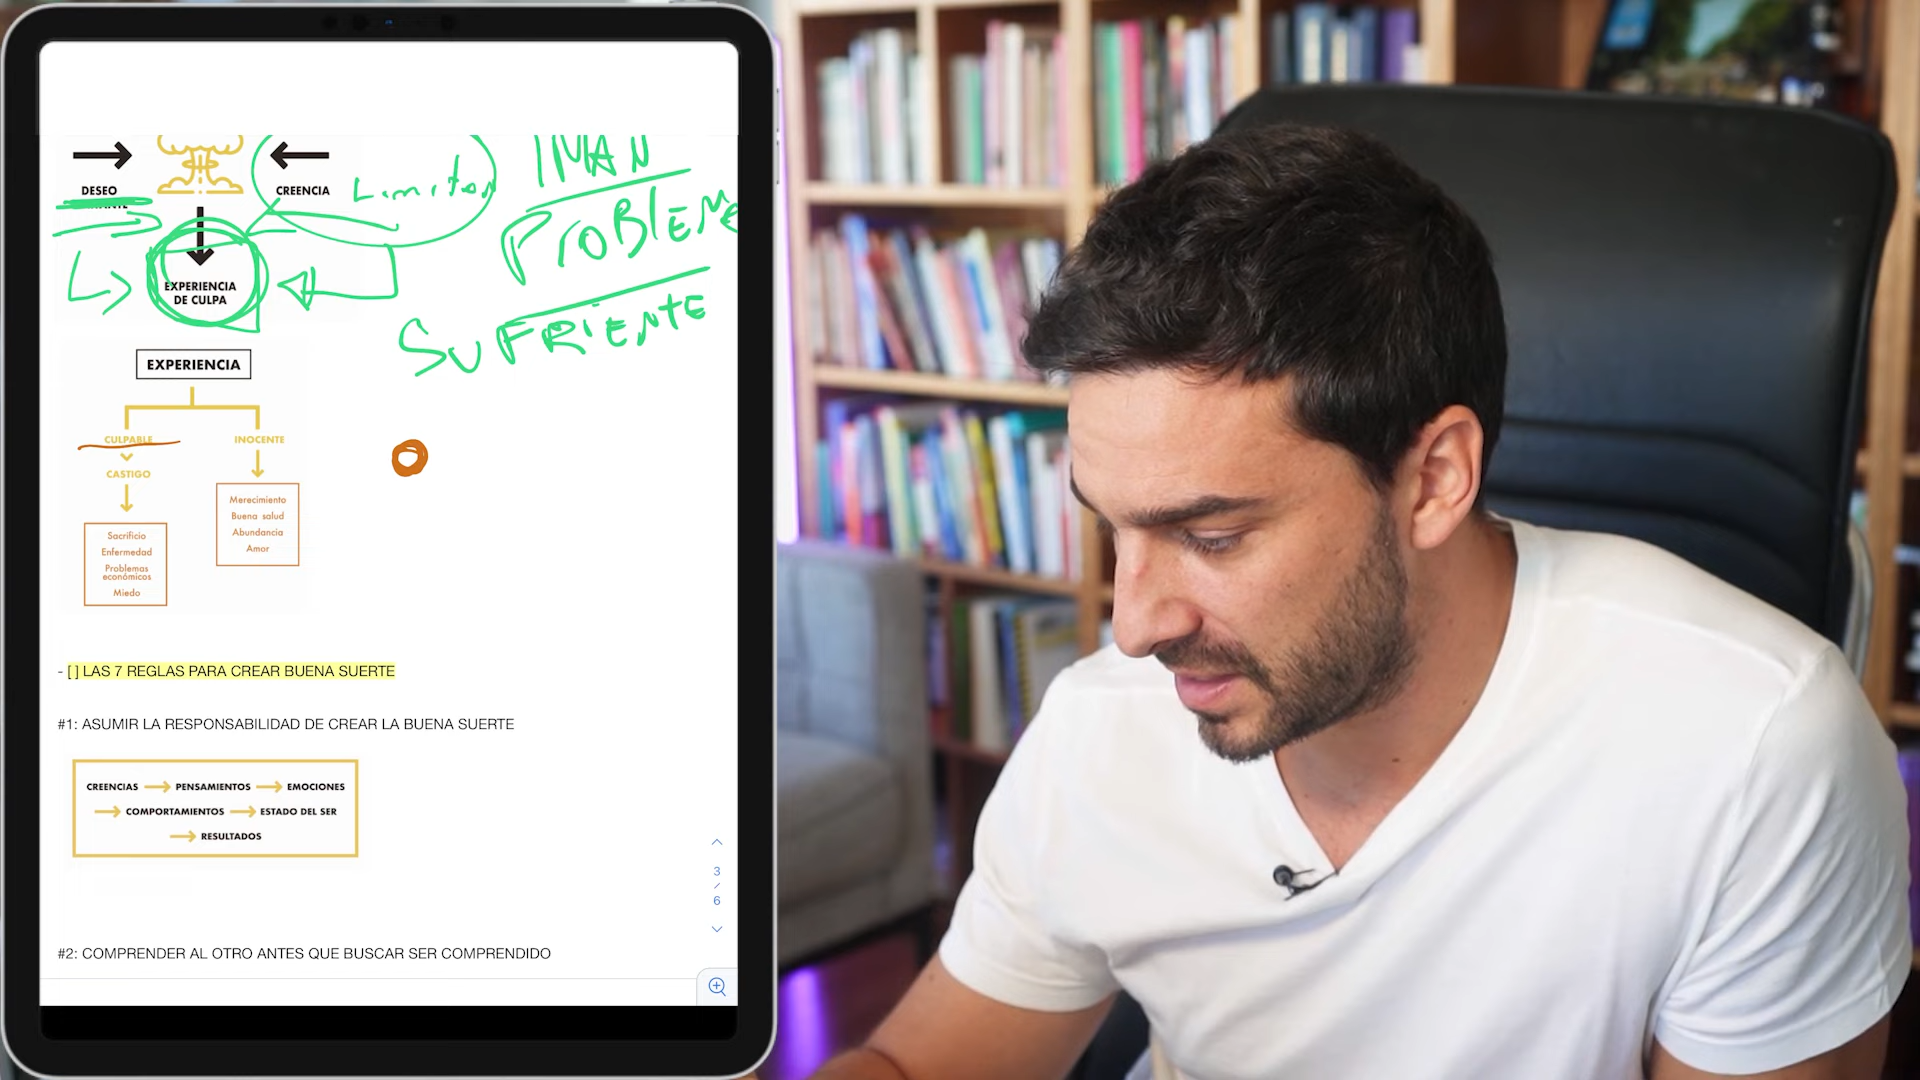 IMAN
DESEO
CREENCIA
Limitan
PROBLEMA
EXPERIENCIA
DE CULPA
SUFRIENTE
EXPERIENCIA
CULPABLE
INOCENTE
CASTIGO
Merecimiento
Buena salud
Abundancia
Amor
Sacrificio
Enfermedad
Problemas
económicos
Miedo
- [ ] LAS 7 REGLAS PARA CREAR BUENA SUERTE
#1: ASUMIR LA RESPONSABILIDAD DE CREAR LA BUENA SUERTE
CREENCIAS → PENSAMIENTOS → EMOCIONES
→ COMPORTAMIENTOS → ESTADO DEL SER
→ RESULTADOS
3
/
6
#2: COMPRENDER AL OTRO ANTES QUE BUSCAR SER COMPRENDIDO